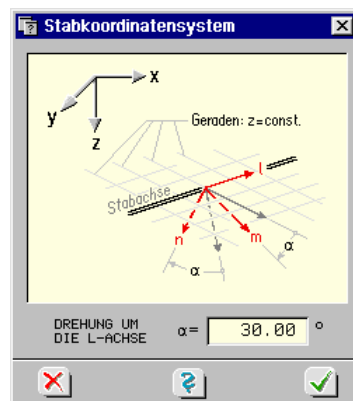 Stabkoordinatensystem
x
y
z
Geraden: z=const.
l
Stabachse
n
m
α
α
DREHUNG UM
DIE L-ACHSE
α= 30.00 °